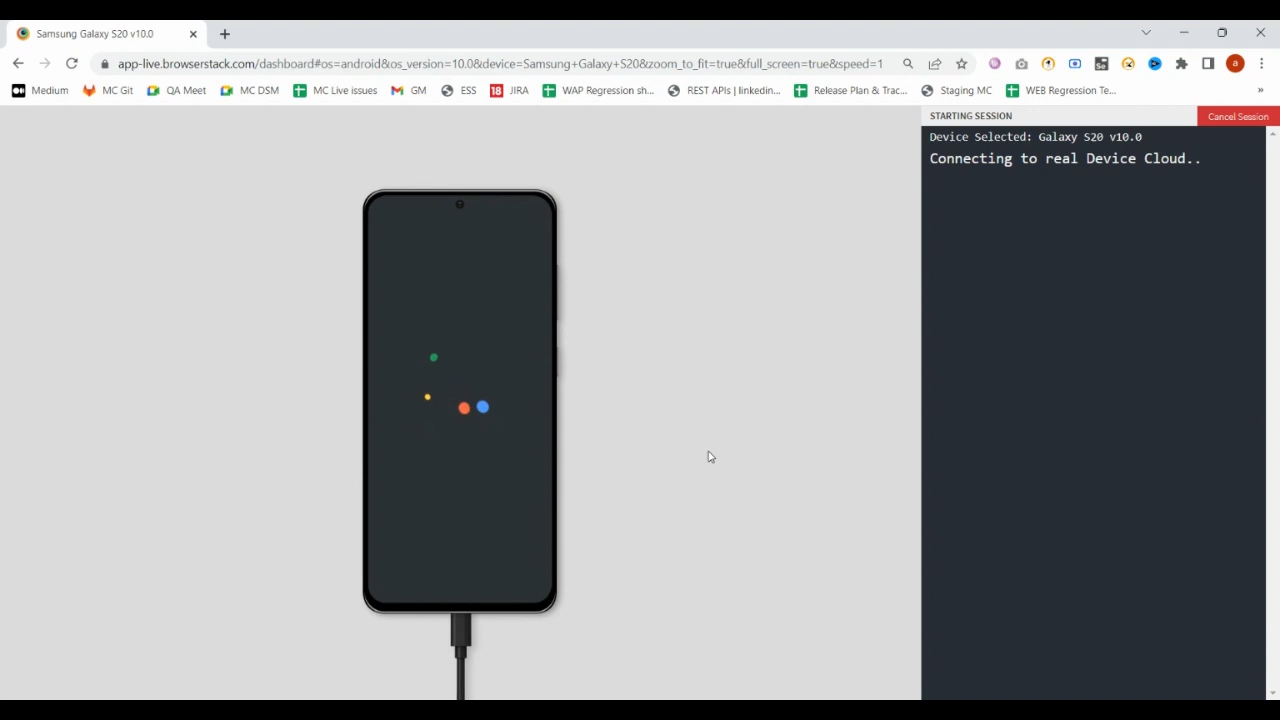 Samsung Galaxy S20 v10.0
app-live.browserstack.com/dashboard#os=android&os_version=10.0&device=Samsung+Galaxy+S20&zoom_to_fit=true&full_screen=true&speed=1
a
Medium MC Git QA Meet MC DSM MC Live issues GM ESS 18 JIRA WAP Regression sh... REST APIs | linkedin... Release Plan & Trac... Staging MC WEB Regression Te... »
STARTING SESSION Cancel Session
Device Selected: Galaxy S20 v10.0
Connecting to real Device Cloud..